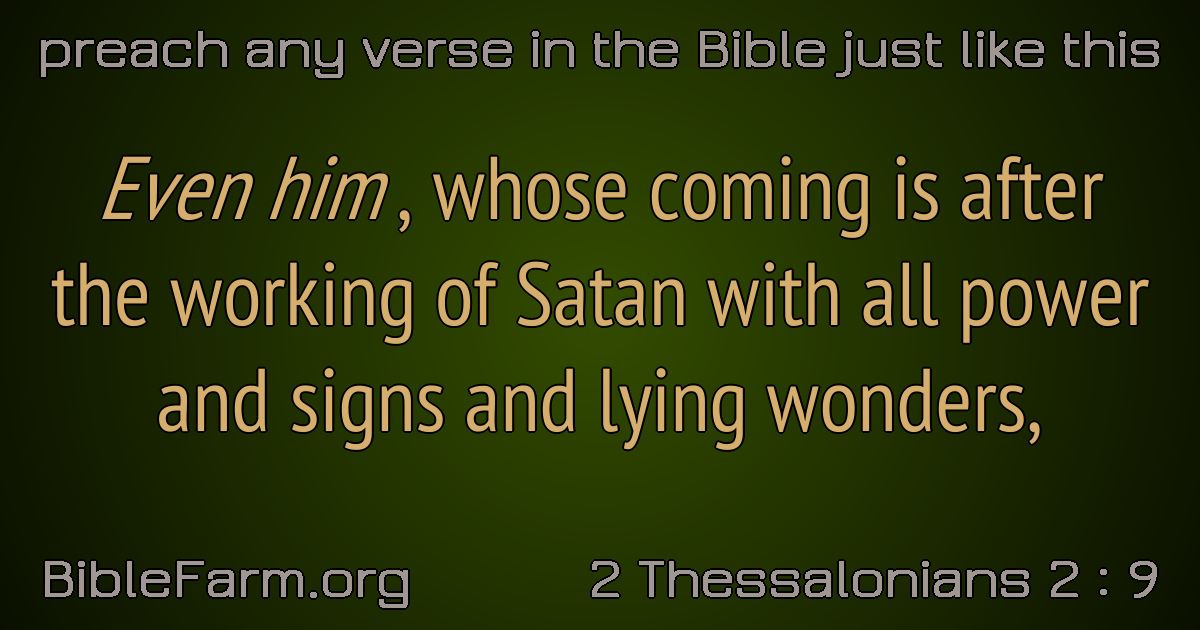 preach any verse in the Bible just like this
Even him , whose coming is after
the working of Satan with all power
and signs and lying wonders,
BibleFarm.org
2 Thessalonians 2 : 9